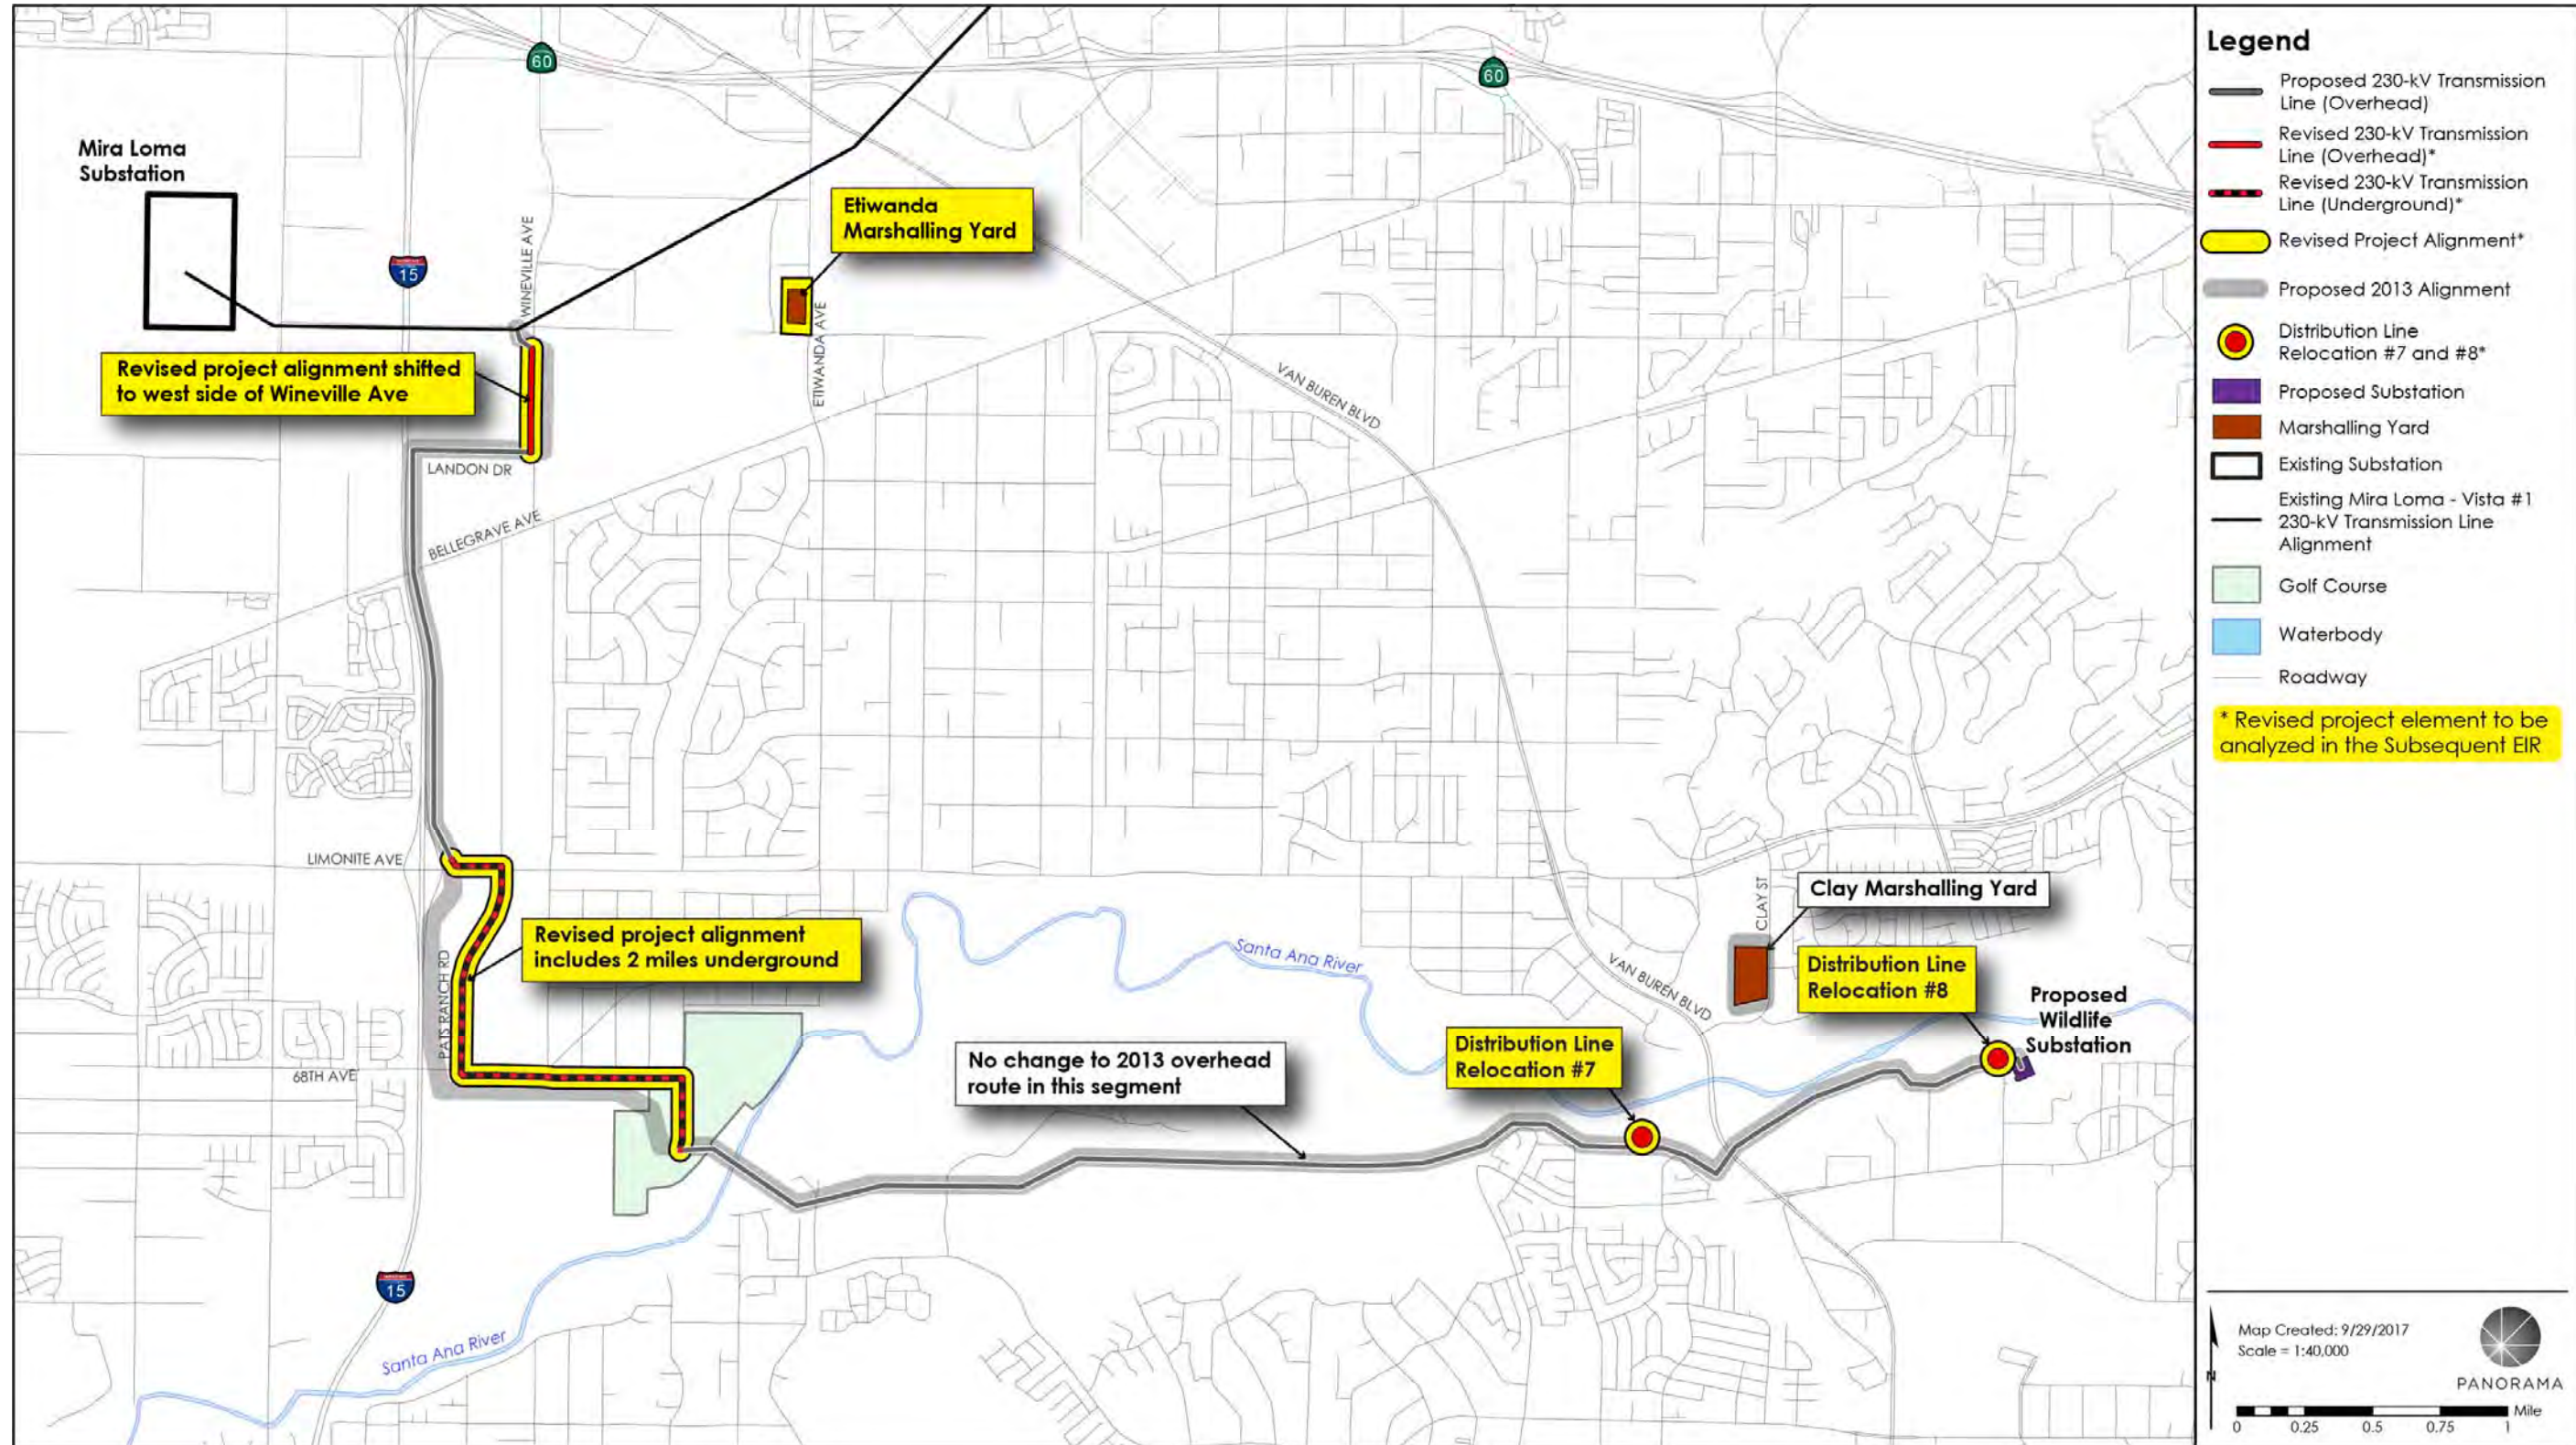 60
60
Mira Loma
Substation
15
WINEVILLE AVE
Etiwanda
Marshalling Yard
ETIWANDA AVE
Revised project alignment shifted
to west side of Wineville Ave
VAN BUREN BLVD
LANDON DR
BELLEGRAVE AVE
LIMONITE AVE
Revised project alignment
includes 2 miles underground
PATS RANCH RD
68TH AVE
Santa Ana River
Clay Marshalling Yard
CLAY ST
VAN BUREN BLVD
Distribution Line
Relocation #8
Proposed
Wildlife
Substation
Distribution Line
Relocation #7
No change to 2013 overhead
route in this segment
15
Santa Ana River
Legend
Proposed 230-kV Transmission
Line (Overhead)
Revised 230-kV Transmission
Line (Overhead)*
Revised 230-kV Transmission
Line (Underground)*
Revised Project Alignment*
Proposed 2013 Alignment
Distribution Line
Relocation #7 and #8*
Proposed Substation
Marshalling Yard
Existing Substation
Existing Mira Loma - Vista #1
230-kV Transmission Line
Alignment
Golf Course
Waterbody
Roadway
* Revised project element to be
analyzed in the Subsequent EIR
Map Created: 9/29/2017
Scale = 1:40,000
N
PANORAMA
Mile
0 0.25 0.5 0.75 1